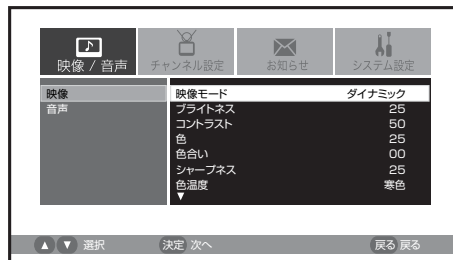 映像 / 音声 チャンネル設定 お知らせ システム設定
映像
音声
映像モード ダイナミック
ブライトネス 25
コントラスト 50
色 25
色合い 00
シャープネス 25
色温度 寒色
▼
▲ ▼ 選択 決定 次へ 戻る 戻る